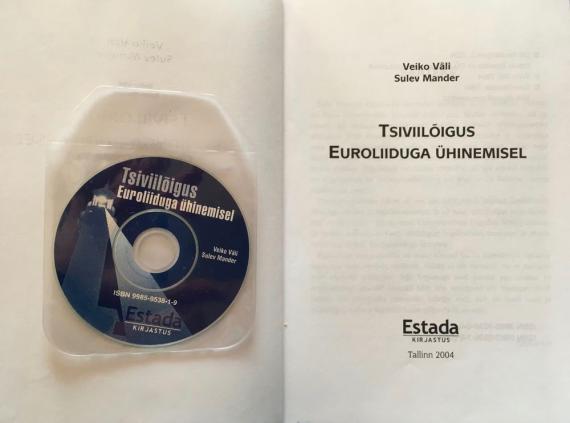 Tsiviilõigus
Euroliiduga ühinemisel
Veiko Väli
Sulev Mander
ISBN 9985-9538-1-9
Estada
KIRJASTUS
Veiko Väli
Sulev Mander
TSIVIILÕIGUS
EUROLIIDUGA ÜHINEMISEL
Estada
KIRJASTUS
Tallinn 2004